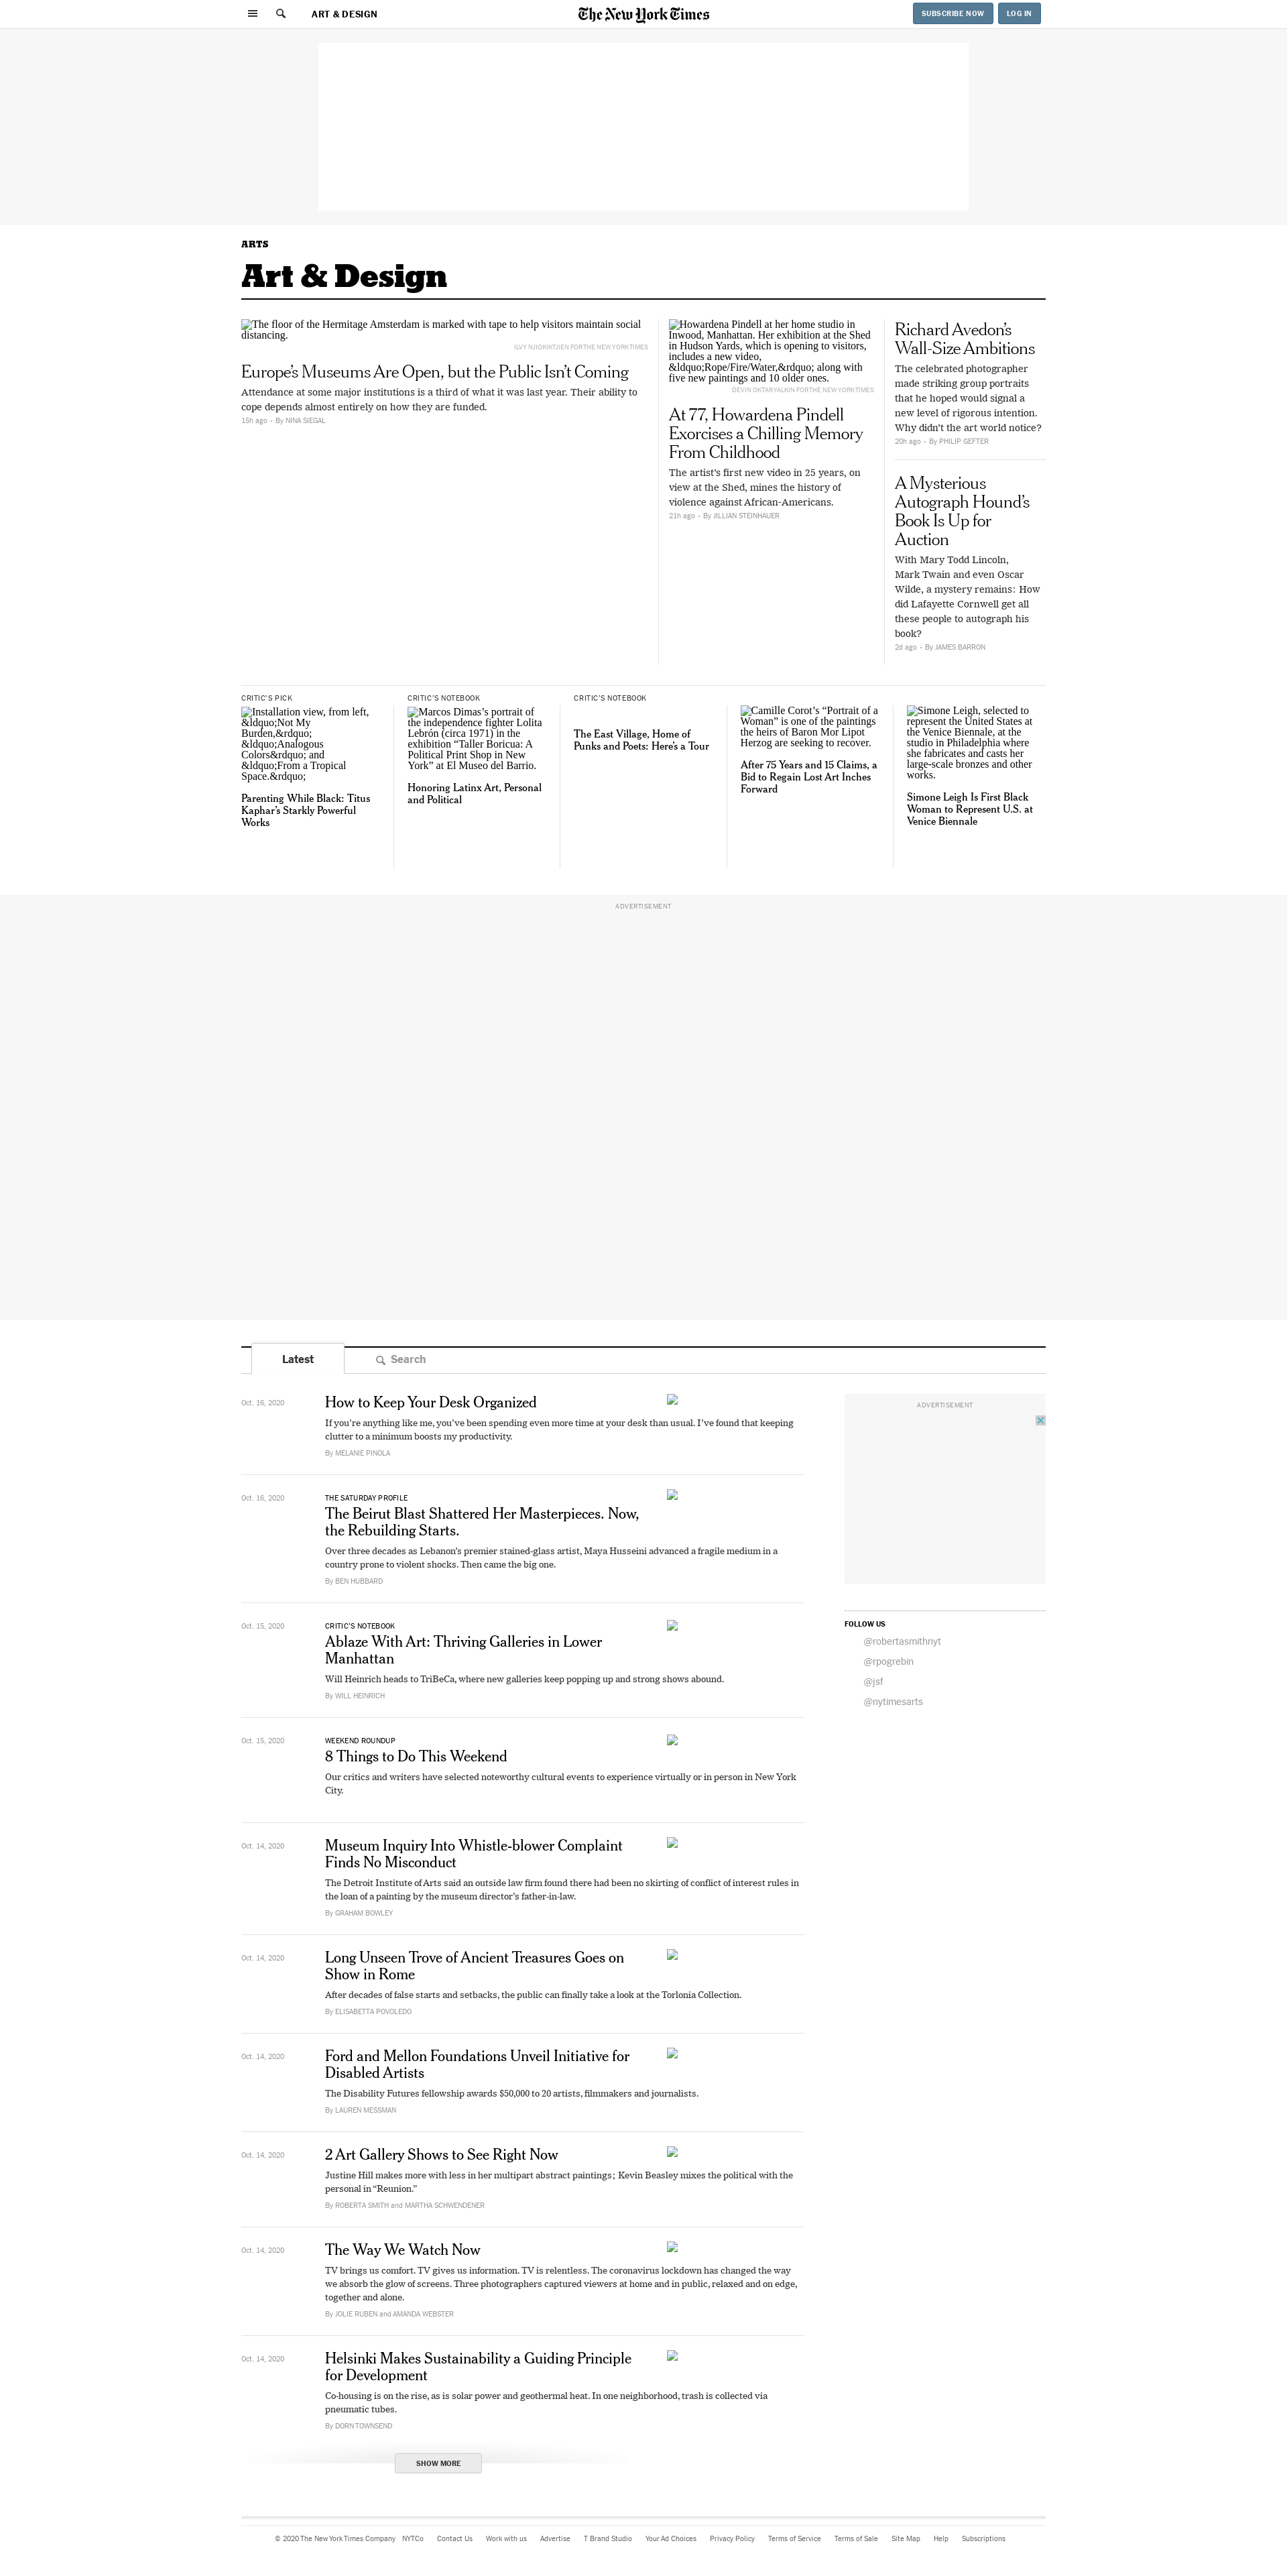 ART & DESIGN
The New York Times
SUBSCRIBE NOW
LOG IN
ARTS
Art & Design
The floor of the Hermitage Amsterdam is marked with tape to help visitors maintain social
distancing.
ILVY NJIOKIKTJIEN FOR THE NEW YORK TIMES
Europe’s Museums Are Open, but the Public Isn’t Coming
Attendance at some major institutions is a third of what it was last year. Their ability to
cope depends almost entirely on how they are funded.
15h ago • By NINA SIEGAL
Howardena Pindell at her home studio in
Inwood, Manhattan. Her exhibition at the Shed
in Hudson Yards, which is opening to visitors,
includes a new video,
&ldquo;Rope/Fire/Water,&rdquo; along with
five new paintings and 10 older ones.
DEVIN OKTAR YALKIN FOR THE NEW YORK TIMES
At 77, Howardena Pindell
Exorcises a Chilling Memory
From Childhood
The artist’s first new video in 25 years, on
view at the Shed, mines the history of
violence against African-Americans.
21h ago • By JILLIAN STEINHAUER
Richard Avedon’s
Wall-Size Ambitions
The celebrated photographer
made striking group portraits
that he hoped would signal a
new level of rigorous intention.
Why didn’t the art world notice?
20h ago • By PHILIP GEFTER
A Mysterious
Autograph Hound’s
Book Is Up for
Auction
With Mary Todd Lincoln,
Mark Twain and even Oscar
Wilde, a mystery remains: How
did Lafayette Cornwell get all
these people to autograph his
book?
2d ago • By JAMES BARRON
CRITIC’S PICK
Installation view, from left,
&ldquo;Not My
Burden,&rdquo;
&ldquo;Analogous
Colors&rdquo; and
&ldquo;From a Tropical
Space.&rdquo;
Parenting While Black: Titus
Kaphar’s Starkly Powerful
Works
CRITIC’S NOTEBOOK
Marcos Dimas’s portrait of
the independence fighter Lolita
Lebrón (circa 1971) in the
exhibition “Taller Boricua: A
Political Print Shop in New
York” at El Museo del Barrio.
Honoring Latinx Art, Personal
and Political
CRITIC’S NOTEBOOK
The East Village, Home of
Punks and Poets: Here’s a Tour
Camille Corot’s “Portrait of a
Woman” is one of the paintings
the heirs of Baron Mor Lipot
Herzog are seeking to recover.
After 75 Years and 15 Claims, a
Bid to Regain Lost Art Inches
Forward
Simone Leigh, selected to
represent the United States at
the Venice Biennale, at the
studio in Philadelphia where
she fabricates and casts her
large-scale bronzes and other
works.
Simone Leigh Is First Black
Woman to Represent U.S. at
Venice Biennale
ADVERTISEMENT
Latest
Search
Oct. 16, 2020
How to Keep Your Desk Organized
If you’re anything like me, you’ve been spending even more time at your desk than usual. I’ve found that keeping
clutter to a minimum boosts my productivity.
By MELANIE PINOLA
Oct. 16, 2020
THE SATURDAY PROFILE
The Beirut Blast Shattered Her Masterpieces. Now,
the Rebuilding Starts.
Over three decades as Lebanon’s premier stained-glass artist, Maya Husseini advanced a fragile medium in a
country prone to violent shocks. Then came the big one.
By BEN HUBBARD
Oct. 15, 2020
CRITIC’S NOTEBOOK
Ablaze With Art: Thriving Galleries in Lower
Manhattan
Will Heinrich heads to TriBeCa, where new galleries keep popping up and strong shows abound.
By WILL HEINRICH
Oct. 15, 2020
WEEKEND ROUNDUP
8 Things to Do This Weekend
Our critics and writers have selected noteworthy cultural events to experience virtually or in person in New York
City.
Oct. 14, 2020
Museum Inquiry Into Whistle-blower Complaint
Finds No Misconduct
The Detroit Institute of Arts said an outside law firm found there had been no skirting of conflict of interest rules in
the loan of a painting by the museum director’s father-in-law.
By GRAHAM BOWLEY
Oct. 14, 2020
Long Unseen Trove of Ancient Treasures Goes on
Show in Rome
After decades of false starts and setbacks, the public can finally take a look at the Torlonia Collection.
By ELISABETTA POVOLEDO
Oct. 14, 2020
Ford and Mellon Foundations Unveil Initiative for
Disabled Artists
The Disability Futures fellowship awards $50,000 to 20 artists, filmmakers and journalists.
By LAUREN MESSMAN
Oct. 14, 2020
2 Art Gallery Shows to See Right Now
Justine Hill makes more with less in her multipart abstract paintings; Kevin Beasley mixes the political with the
personal in “Reunion.”
By ROBERTA SMITH and MARTHA SCHWENDENER
Oct. 14, 2020
The Way We Watch Now
TV brings us comfort. TV gives us information. TV is relentless. The coronavirus lockdown has changed the way
we absorb the glow of screens. Three photographers captured viewers at home and in public, relaxed and on edge,
together and alone.
By JOLIE RUBEN and AMANDA WEBSTER
Oct. 14, 2020
Helsinki Makes Sustainability a Guiding Principle
for Development
Co-housing is on the rise, as is solar power and geothermal heat. In one neighborhood, trash is collected via
pneumatic tubes.
By DORN TOWNSEND
SHOW MORE
ADVERTISEMENT
FOLLOW US
@robertasmithnyt
@rpogrebin
@jsf
@nytimesarts
© 2020 The New York Times Company NYTCo Contact Us Work with us Advertise T Brand Studio Your Ad Choices Privacy Policy Terms of Service Terms of Sale Site Map Help Subscriptions